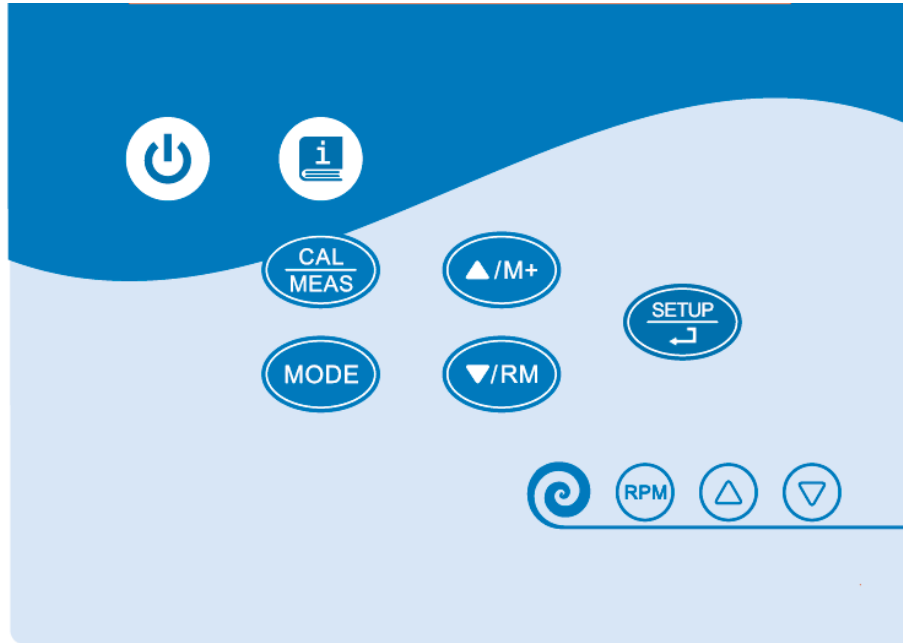 i
CAL
MEAS
▲/M+
SETUP
MODE
▼/RM
RPM